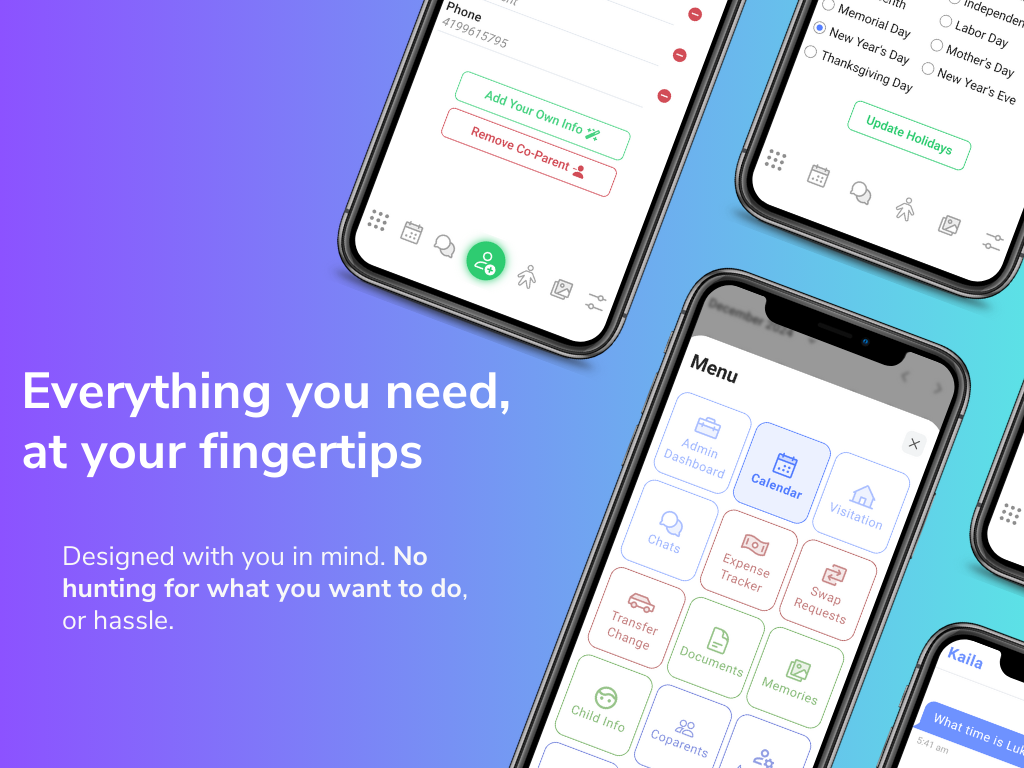 Phone
4199615795
Add Your Own Info
Remove Co-Parent
Memorial Day
New Year's Day
Thanksgiving Day
Labor Day
Mother's Day
New Year's Eve
Update Holidays
Everything you need,
at your fingertips
Designed with you in mind. No
hunting for what you want to do,
or hassle.
December 2024
Menu
Admin
Dashboard
Calendar
Visitation
Chats
Expense
Tracker
Swap
Requests
Transfer
Change
Documents
Memories
Child Info
Coparents
Kaila
What time is Luk
5:41 am